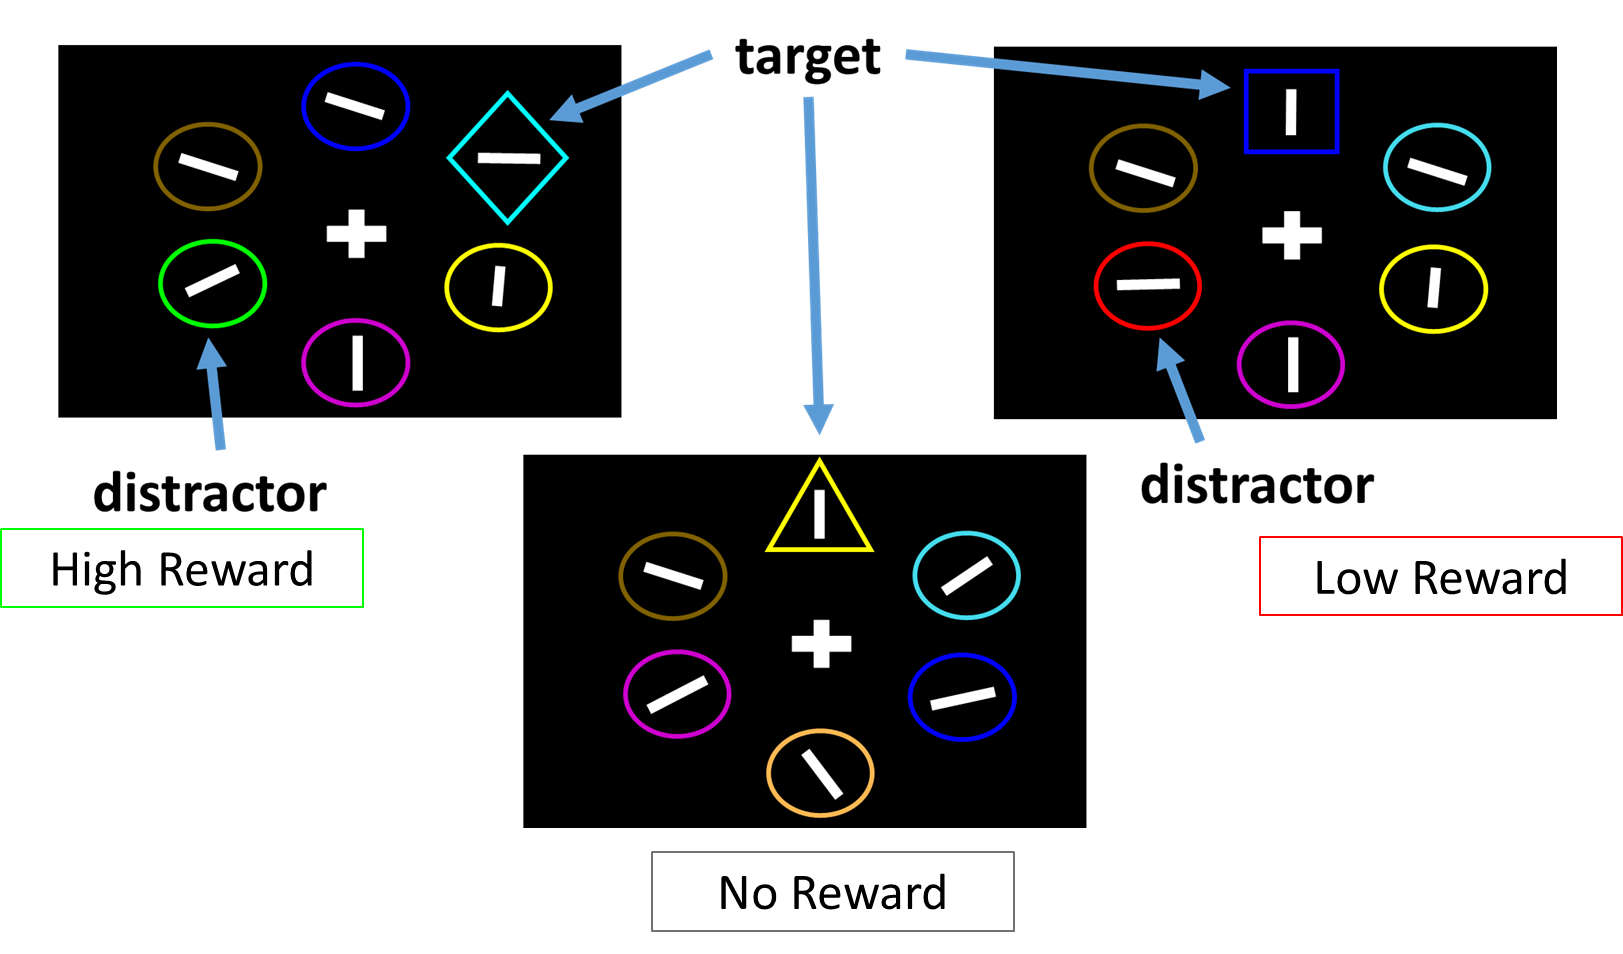 target
distractor
High Reward
distractor
Low Reward
No Reward